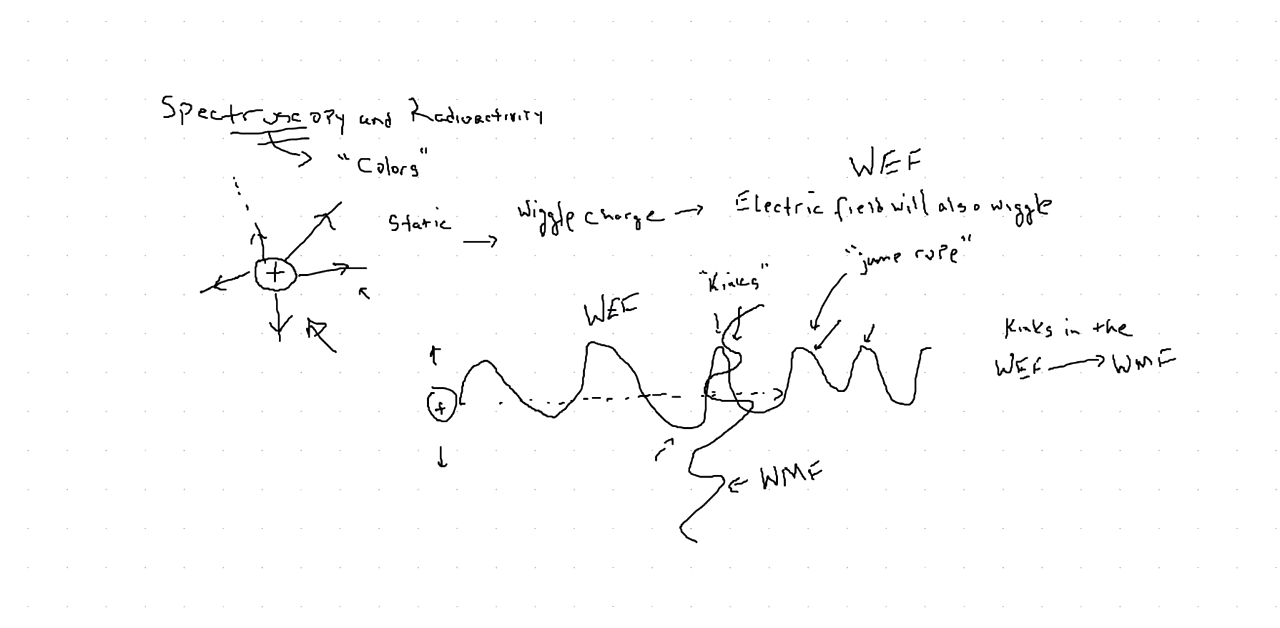 Spectroscopy and Radioactivity
"Colors"
WEF
Static → Wiggle charge → Electric field will also wiggle
"jump rope"
"Kinks"
WEF
Kinks in the
WEF → WMF
+
+
WMF